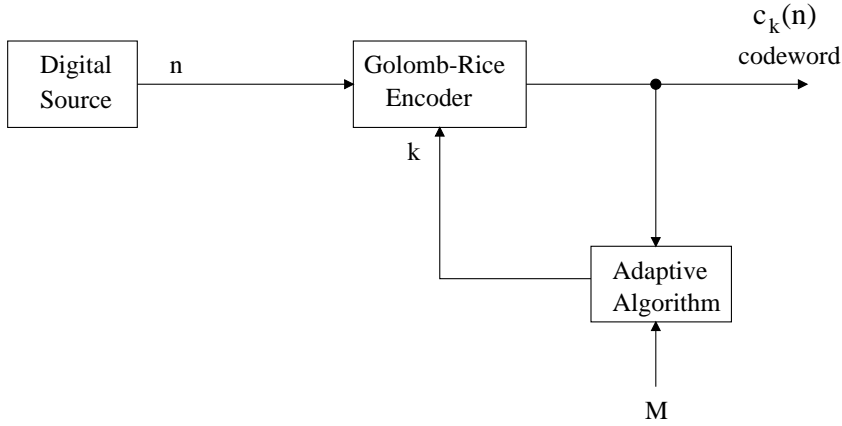 Digital
Source
n
Golomb-Rice
Encoder
c_k(n)
codeword
k
Adaptive
Algorithm
M